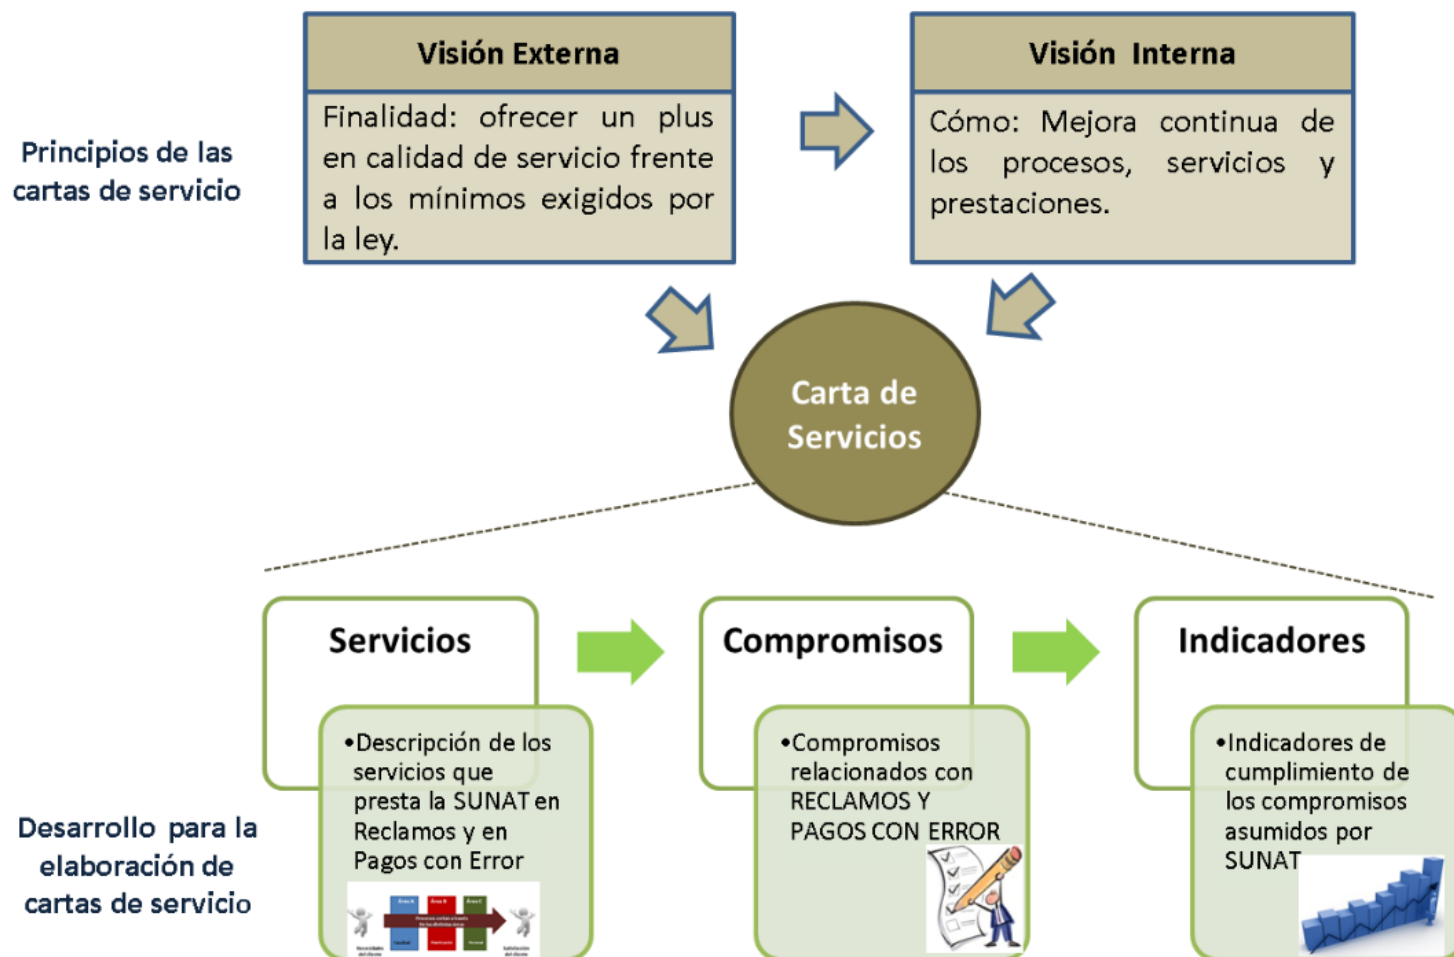 Visión Externa
Finalidad: ofrecer un plus
en calidad de servicio frente
a los mínimos exigidos por
la ley.
Visión Interna
Cómo: Mejora continua de
los procesos, servicios y
prestaciones.
Principios de las
cartas de servicio
Carta de
Servicios
Servicios
•Descripción de los
servicios que
presta la SUNAT en
Reclamos y en
Pagos con Error
Área A
Área B
Área C
Compromisos
•Compromisos
relacionados con
RECLAMOS Y
PAGOS CON ERROR
Indicadores
•Indicadores de
cumplimiento de
los compromisos
asumidos por
SUNAT
Desarrollo para la
elaboración de
cartas de servicio